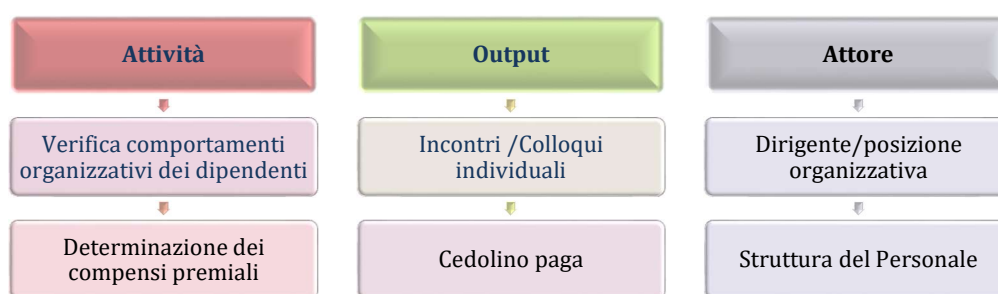 Attività
Output
Attore
Verifica comportamenti
organizzativi dei dipendenti
Incontri /Colloqui
individuali
Dirigente/posizione
organizzativa
Determinazione dei
compensi premiali
Cedolino paga
Struttura del Personale